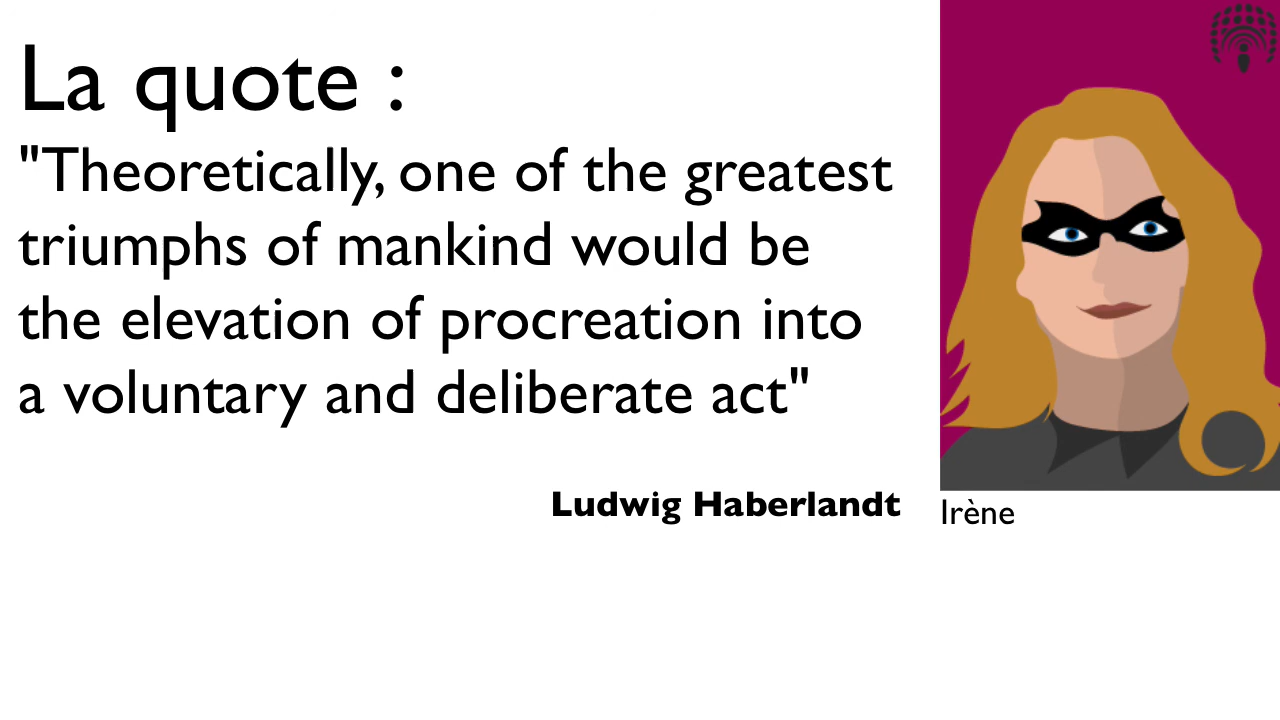 La quote :
"Theoretically, one of the greatest
triumphs of mankind would be
the elevation of procreation into
a voluntary and deliberate act"
Ludwig Haberlandt
Irène